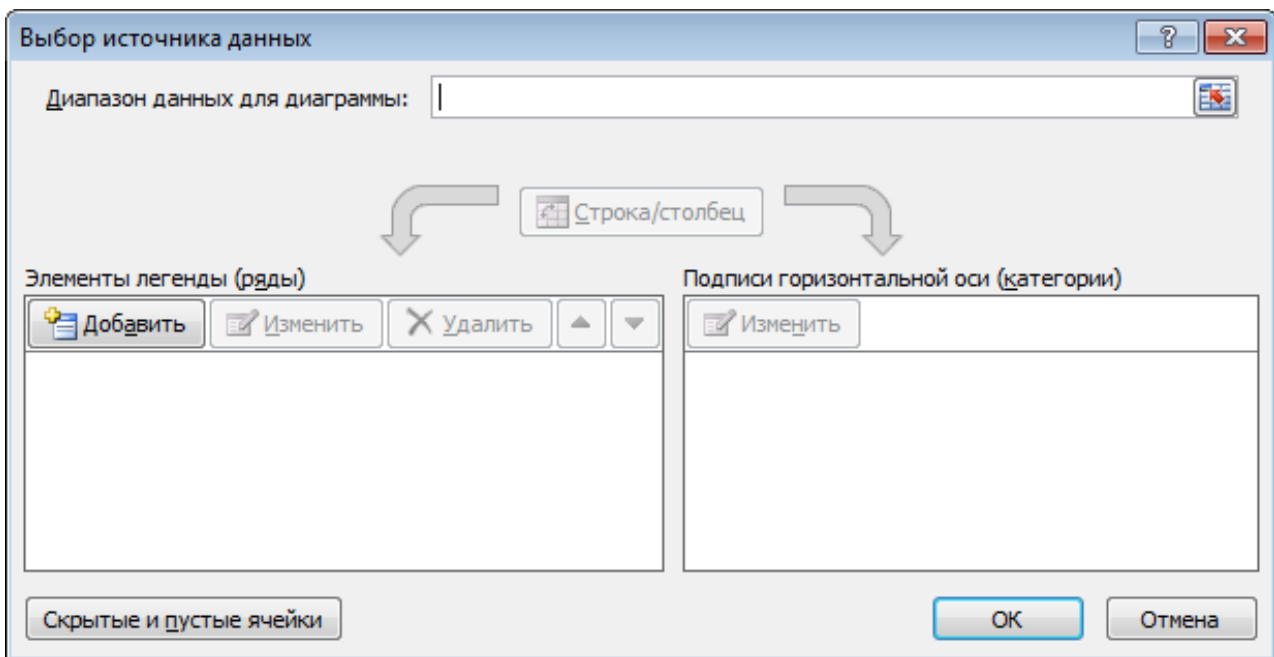 Выбор источника данных
Диапазон данных для диаграммы:
Строка/столбец
Элементы легенды (ряды)
Подписи горизонтальной оси (категории)
Добавить
Изменить
Удалить
Изменить
Скрытые и пустые ячейки
ОК
Отмена